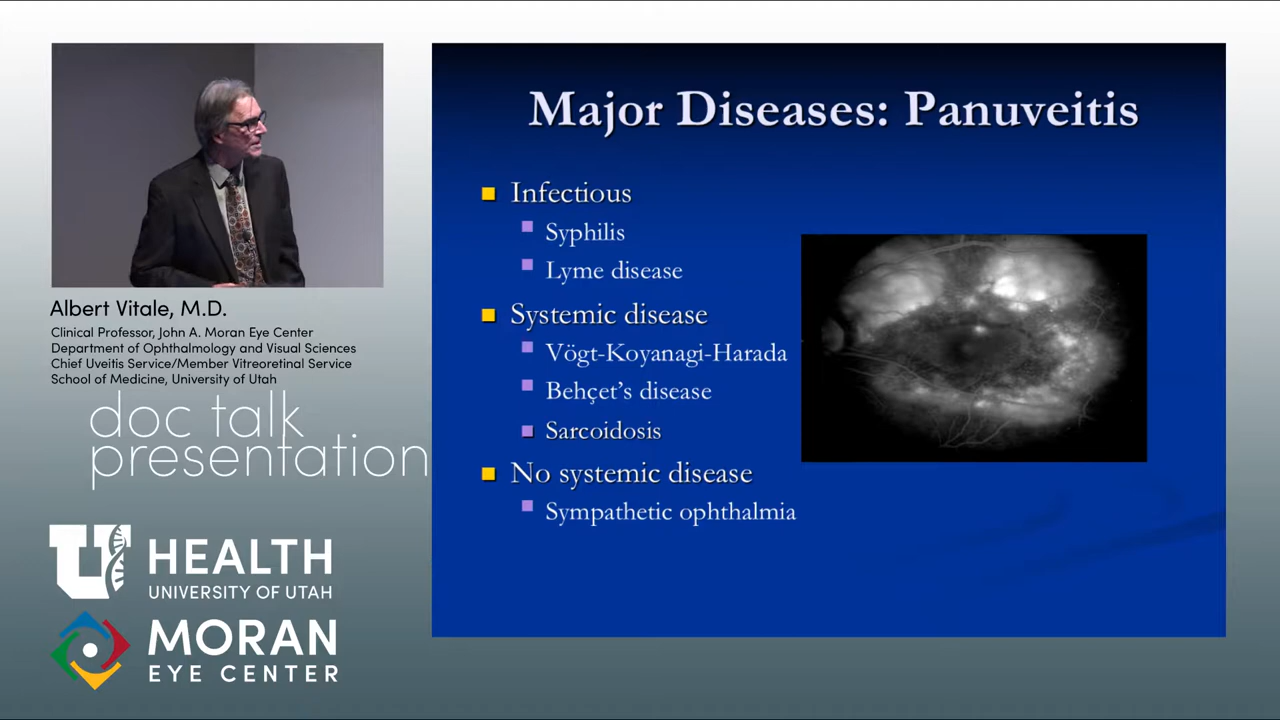 Albert Vitale, M.D.
Clinical Professor, John A. Moran Eye Center
Department of Ophthalmology and Visual Sciences
Chief Uveitis Service/Member Vitreoretinal Service
School of Medicine, University of Utah
doc talk
presentation
U HEALTH
UNIVERSITY OF UTAH
MORAN
EYE CENTER
Major Diseases: Panuveitis
Infectious
Syphilis
Lyme disease
Systemic disease
Vögt-Koyanagi-Harada
Behçet’s disease
Sarcoidosis
No systemic disease
Sympathetic ophthalmia